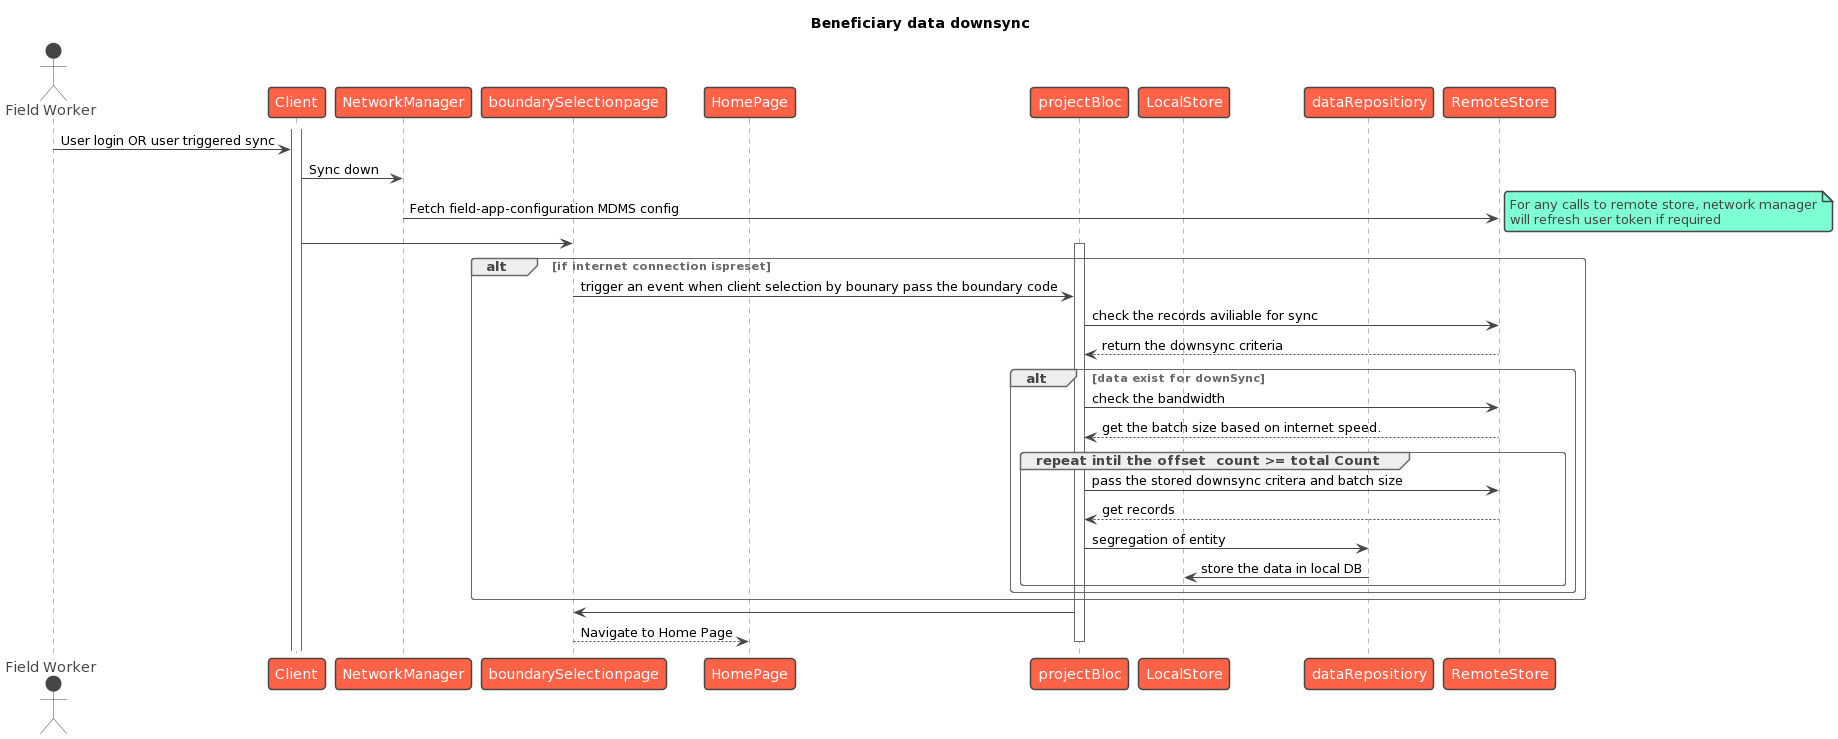 Beneficiary data downsync
Field Worker
Client
NetworkManager
boundarySelectionpage
HomePage
projectBloc
LocalStore
dataRepositiory
RemoteStore
User login OR user triggered sync
Sync down
Fetch field-app-configuration MDMS config
For any calls to remote store, network manager
will refresh user token if required
alt
[if internet connection ispreset]
trigger an event when client selection by bounary pass the boundary code
check the records aviliable for sync
return the downsync criteria
alt
[data exist for downSync]
check the bandwidth
get the batch size based on internet speed.
repeat intil the offset  count >= total Count
pass the stored downsync critera and batch size
get records
segregation of entity
store the data in local DB
Navigate to Home Page
Field Worker
Client
NetworkManager
boundarySelectionpage
HomePage
projectBloc
LocalStore
dataRepositiory
RemoteStore